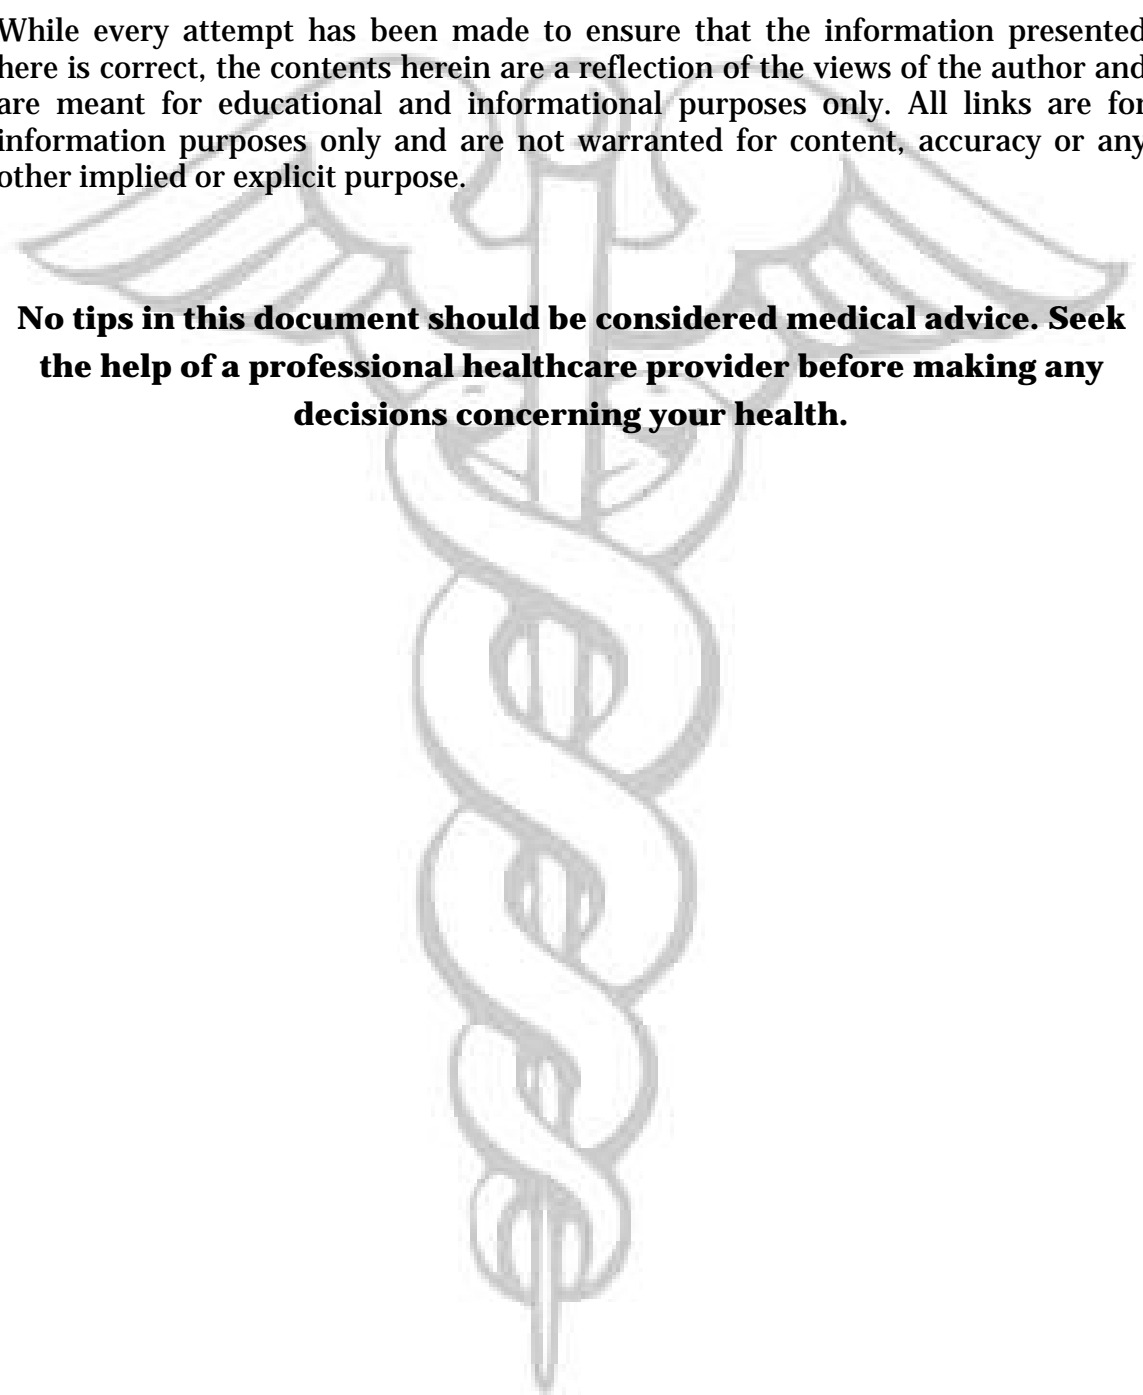 While every attempt has been made to ensure that the information presented
here is correct, the contents herein are a reflection of the views of the author and
are meant for educational and informational purposes only. All links are for
information purposes only and are not warranted for content, accuracy or any
other implied or explicit purpose.
No tips in this document should be considered medical advice. Seek
the help of a professional healthcare provider before making any
decisions concerning your health.